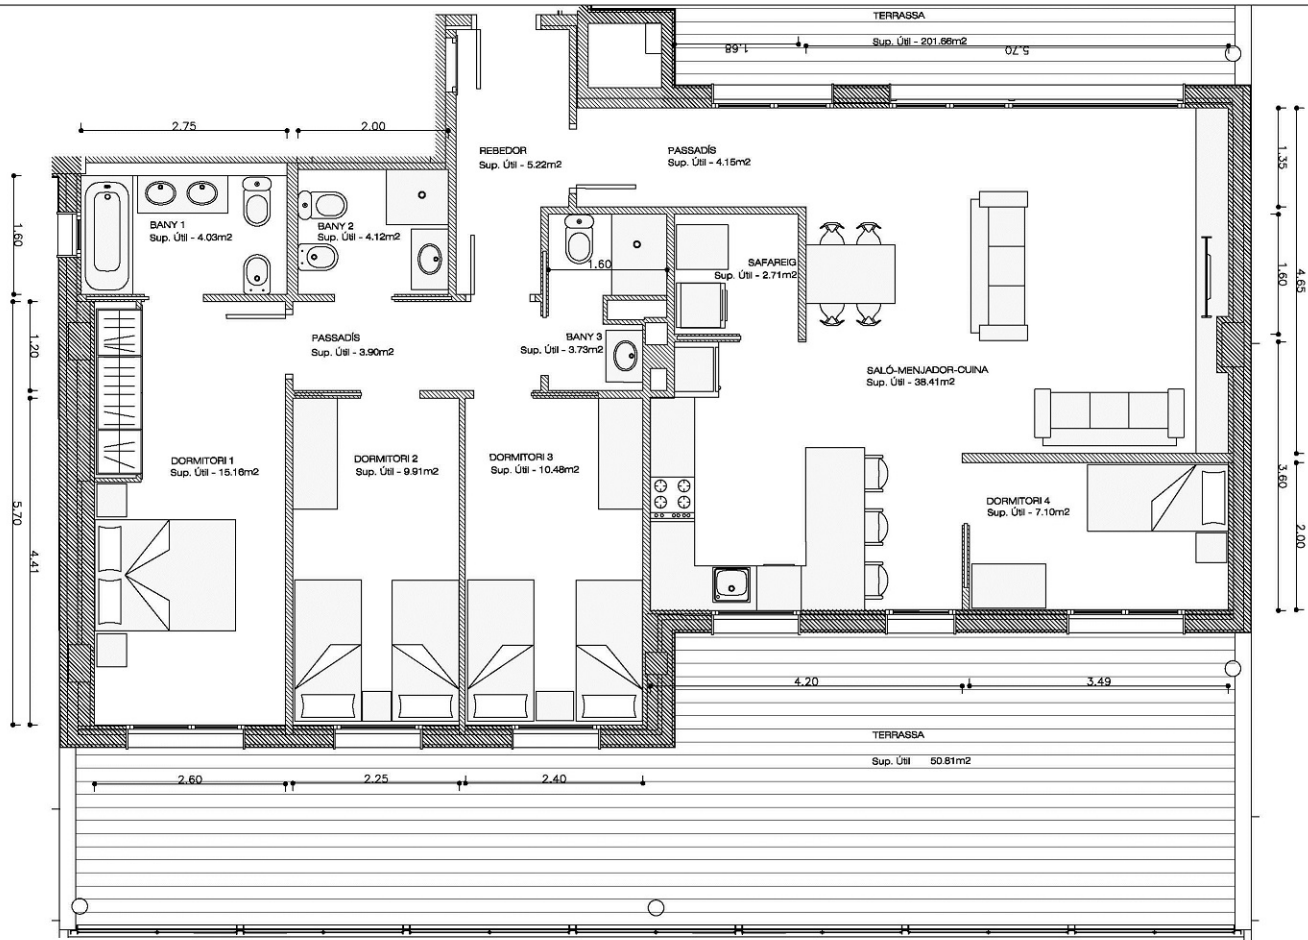 TERRASSA
Sup. Útil - 201.66m2
1.68
5.70
2.75
2.00
REBEDOR
Sup. Útil - 5.22m2
PASSADÍS
Sup. Útil - 4.15m2
1.35
4.65
1.60
BANY 1
Sup. Útil - 4.03m2
BANY 2
Sup. Útil - 4.12m2
1.60
SAFAREIG
Sup. Útil - 2.71m2
1.60
1.20
PASSADÍS
Sup. Útil - 3.90m2
BANY 3
Sup. Útil - 3.73m2
SALÓ-MENJADOR-CUINA
Sup. Útil - 38.41m2
DORMITORI 1
Sup. Útil - 15.16m2
DORMITORI 2
Sup. Útil - 9.91m2
DORMITORI 3
Sup. Útil - 10.48m2
3.60
DORMITORI 4
Sup. Útil - 7.10m2
5.70
4.41
2.00
4.20
3.49
TERRASSA
Sup. Útil 50.81m2
2.60
2.25
2.40